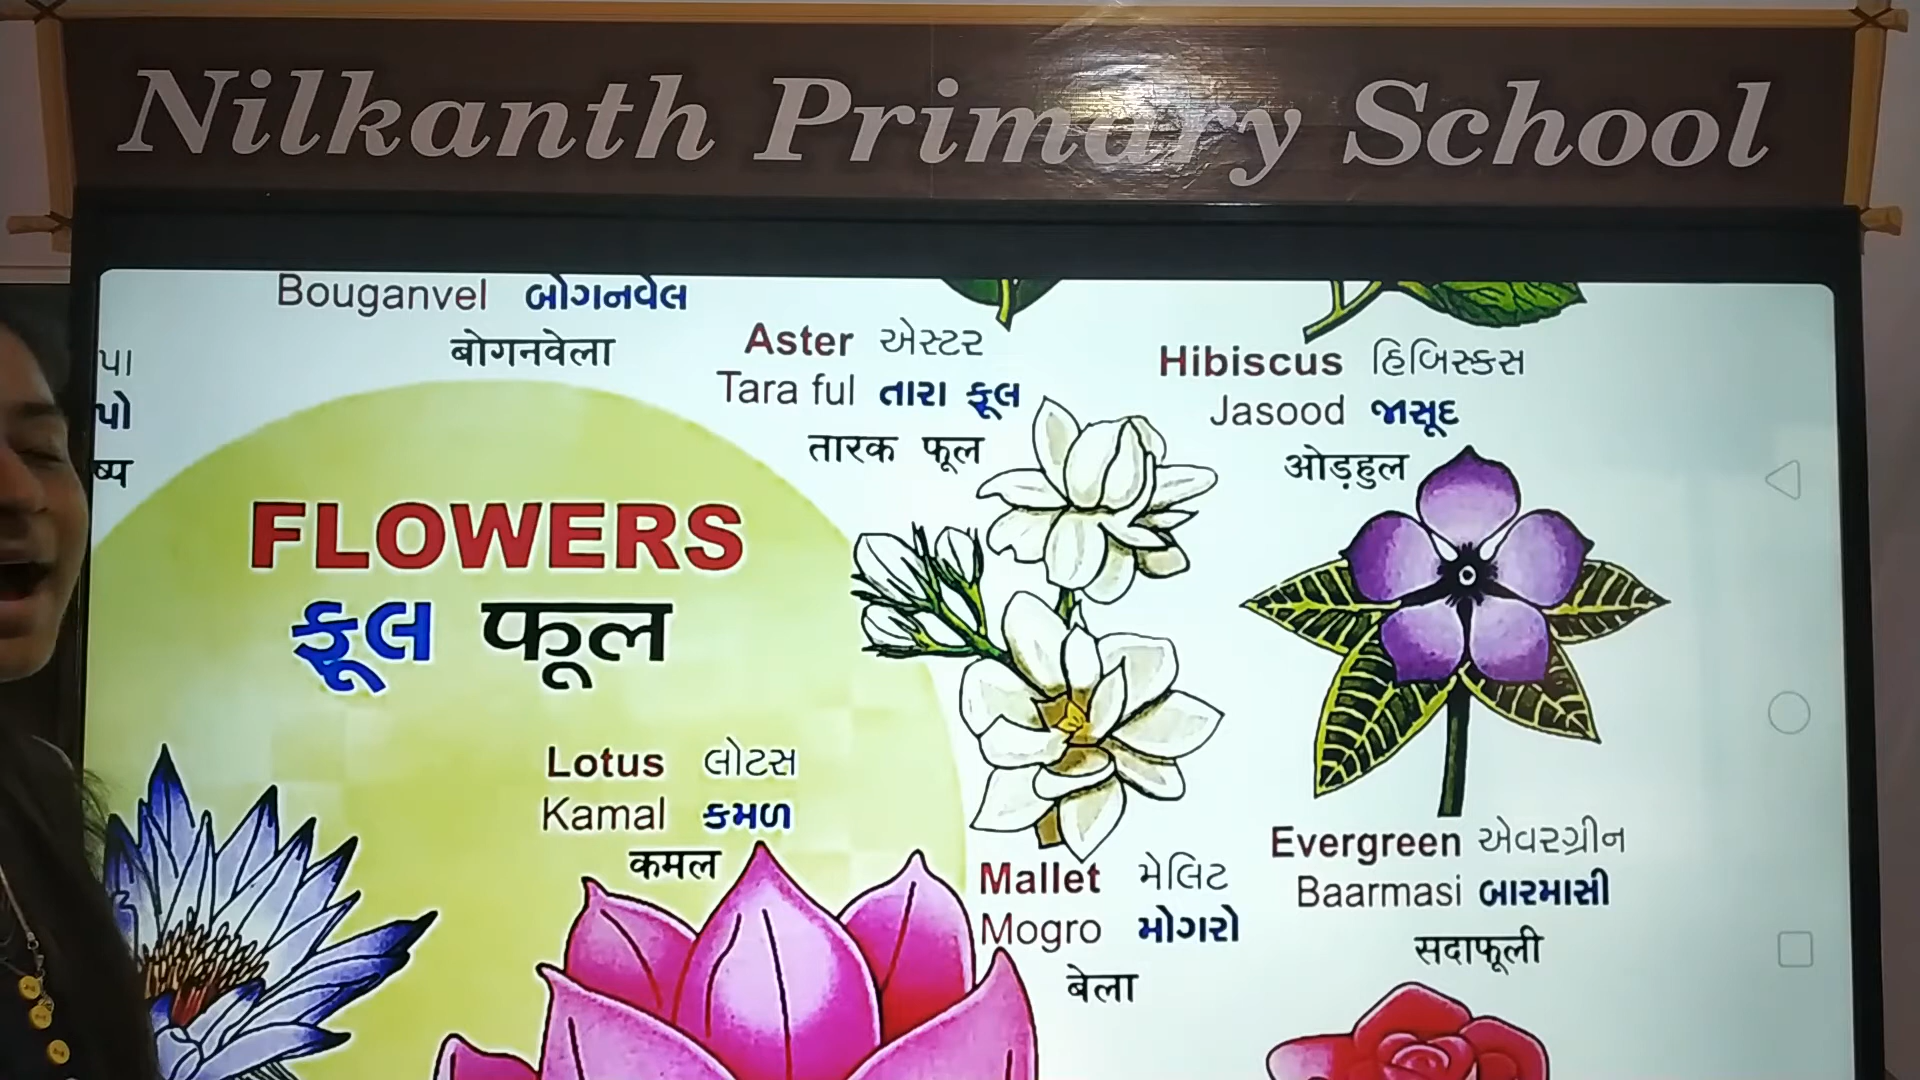 Nilkanth Primary School
Bouganvel બોગનવેલ
बोगनवेला
પા
પો
ष्प
Aster એસ્ટર
Tara ful તારા ફૂલ
तारक फूल
Hibiscus હિબિસ્કસ
Jasood જાસૂદ
ओड़हुल
FLOWERS
ફૂલ फूल
Lotus લોટસ
Kamal કમળ
कमल
Mallet મેલિટ
Mogro મોગરો
बेला
Evergreen એવરગ્રીન
Baarmasi બારમાસી
सदाफूली